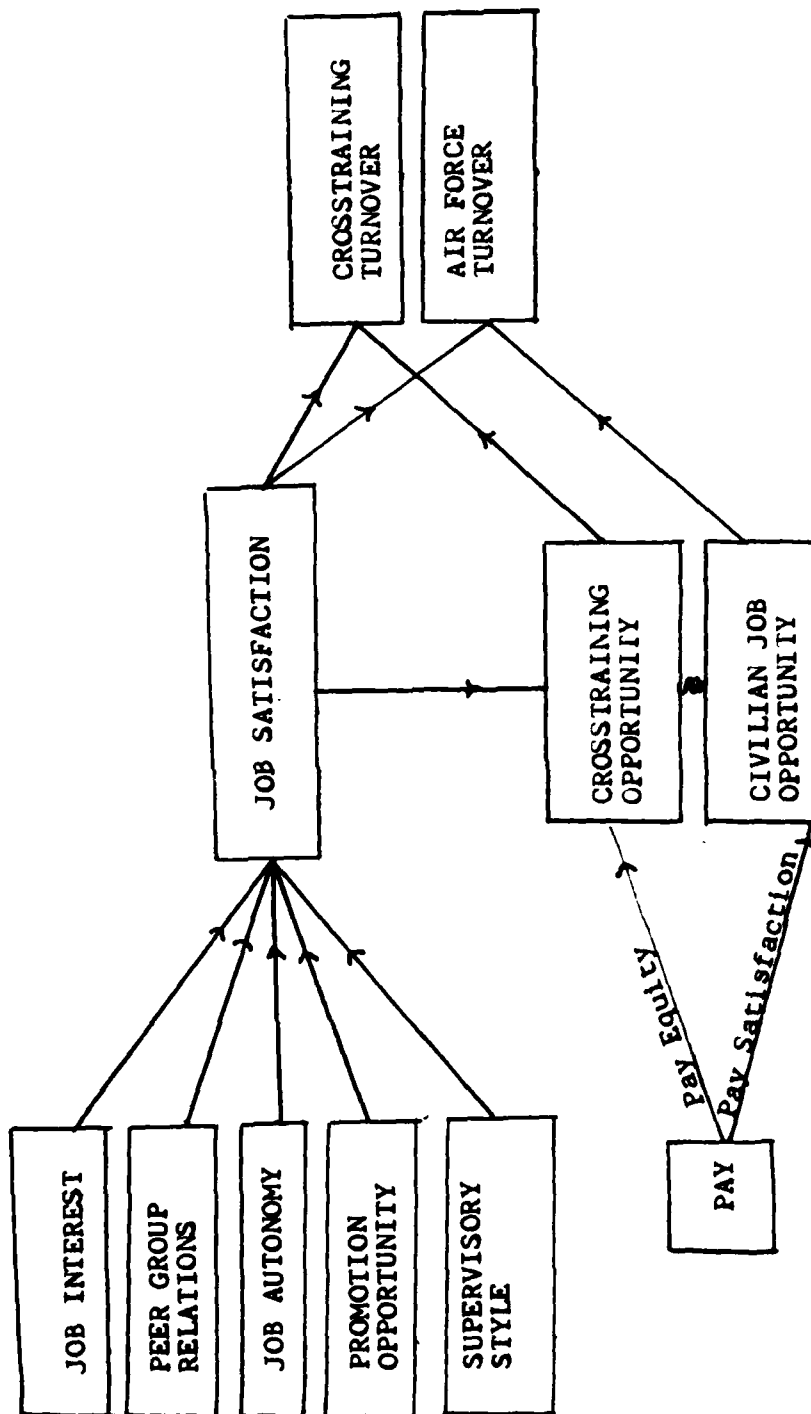 JOB INTEREST
PEER GROUP
RELATIONS
JOB AUTONOMY
PROMOTION
OPPORTUNITY
SUPERVISORY
STYLE
PAY
Pay Equity
Pay Satisfaction
JOB SATISFACTION
CROSSTRAINING
OPPORTUNITY
CIVILIAN JOB
OPPORTUNITY
CROSSTRAINING
TURNOVER
AIR FORCE
TURNOVER